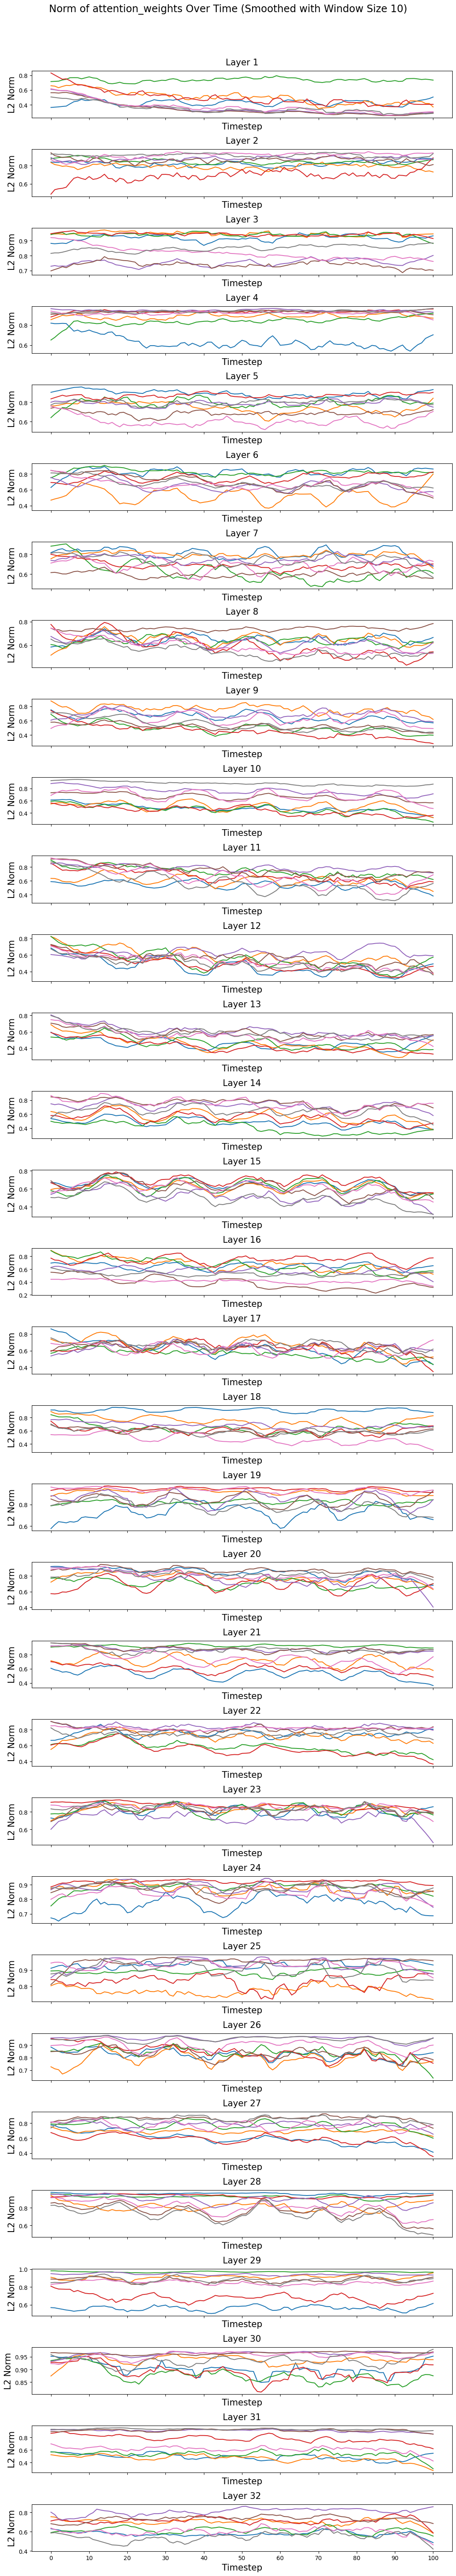 Norm of attention_weights Over Time (Smoothed with Window Size 10)
Layer 1
L2 Norm
0.8
0.6
0.4
Timestep
Layer 2
L2 Norm
0.8
0.6
Timestep
Layer 3
L2 Norm
0.9
0.8
0.7
Timestep
Layer 4
L2 Norm
0.8
0.6
Timestep
Layer 5
L2 Norm
0.8
0.6
Timestep
Layer 6
L2 Norm
0.8
0.6
0.4
Timestep
Layer 7
L2 Norm
0.8
0.6
Timestep
Layer 8
L2 Norm
0.8
0.6
Timestep
Layer 9
L2 Norm
0.8
0.6
0.4
Timestep
Layer 10
L2 Norm
0.8
0.6
0.4
Timestep
Layer 11
L2 Norm
0.8
0.6
0.4
Timestep
Layer 12
L2 Norm
0.8
0.6
0.4
Timestep
Layer 13
L2 Norm
0.8
0.6
0.4
Timestep
Layer 14
L2 Norm
0.8
0.6
0.4
Timestep
Layer 15
L2 Norm
0.8
0.6
0.4
Timestep
Layer 16
L2 Norm
0.8
0.6
0.4
0.2
Timestep
Layer 17
L2 Norm
0.8
0.6
0.4
Timestep
Layer 18
L2 Norm
0.8
0.6
0.4
Timestep
Layer 19
L2 Norm
0.8
0.6
Timestep
Layer 20
L2 Norm
0.8
0.6
0.4
Timestep
Layer 21
L2 Norm
0.8
0.6
0.4
Timestep
Layer 22
L2 Norm
0.8
0.6
0.4
Timestep
Layer 23
L2 Norm
0.8
0.6
Timestep
Layer 24
L2 Norm
0.9
0.8
0.7
Timestep
Layer 25
L2 Norm
0.9
0.8
Timestep
Layer 26
L2 Norm
0.9
0.8
0.7
Timestep
Layer 27
L2 Norm
0.8
0.6
0.4
Timestep
Layer 28
L2 Norm
0.8
0.6
Timestep
Layer 29
L2 Norm
1.0
0.8
0.6
Timestep
Layer 30
L2 Norm
0.95
0.90
0.85
Timestep
Layer 31
L2 Norm
0.8
0.6
0.4
Timestep
Layer 32
L2 Norm
0.8
0.6
0.4
0 10 20 30 40 50 60 70 80 90 100
Timestep